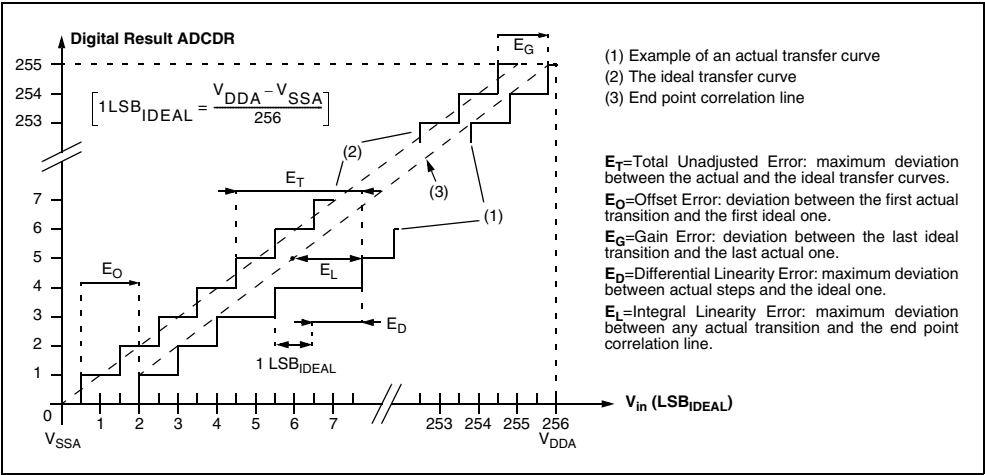 Digital Result ADCDR
255
254
253
7
6
5
4
3
2
1
0
[1LSB_IDEAL = (V_DDA – V_SSA) / 256]
E_G
(2)
E_T
(3)
(1)
E_O
E_L
E_D
1 LSB_IDEAL
1 2 3 4 5 6 7 253 254 255 256
V_SSA
V_DDA
V_in (LSB_IDEAL)
(1) Example of an actual transfer curve
(2) The ideal transfer curve
(3) End point correlation line
E_T=Total Unadjusted Error: maximum deviation
between the actual and the ideal transfer curves.
E_O=Offset Error: deviation between the first actual
transition and the first ideal one.
E_G=Gain Error: deviation between the last ideal
transition and the last actual one.
E_D=Differential Linearity Error: maximum deviation
between actual steps and the ideal one.
E_L=Integral Linearity Error: maximum deviation
between any actual transition and the end point
correlation line.